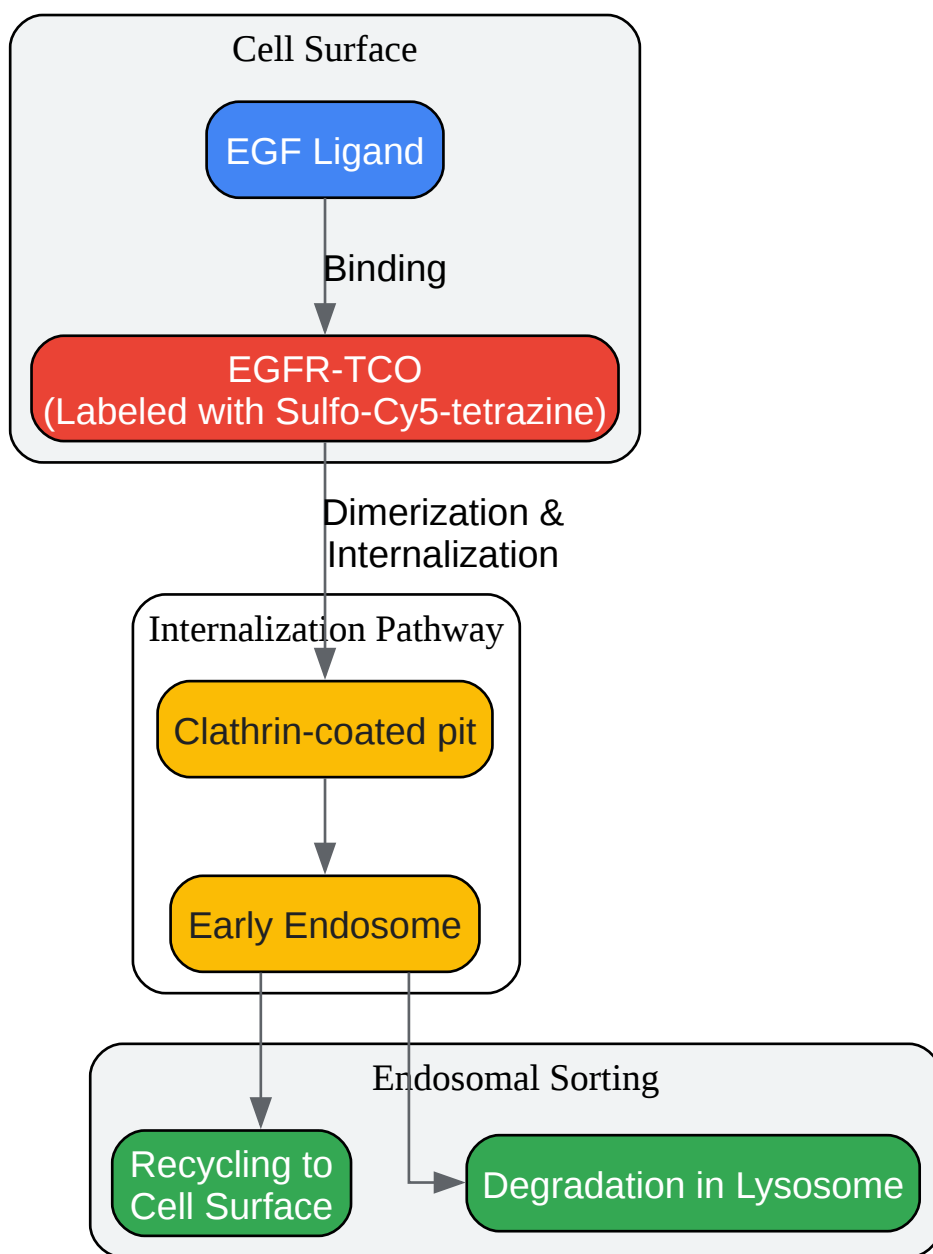 Cell Surface
EGF Ligand
Binding
EGFR-TCO
(Labeled with Sulfo-Cy5-tetrazine)
Dimerization &
Internalization
Internalization Pathway
Clathrin-coated pit
Early Endosome
Endosomal Sorting
Recycling to
Cell Surface
Degradation in Lysosome